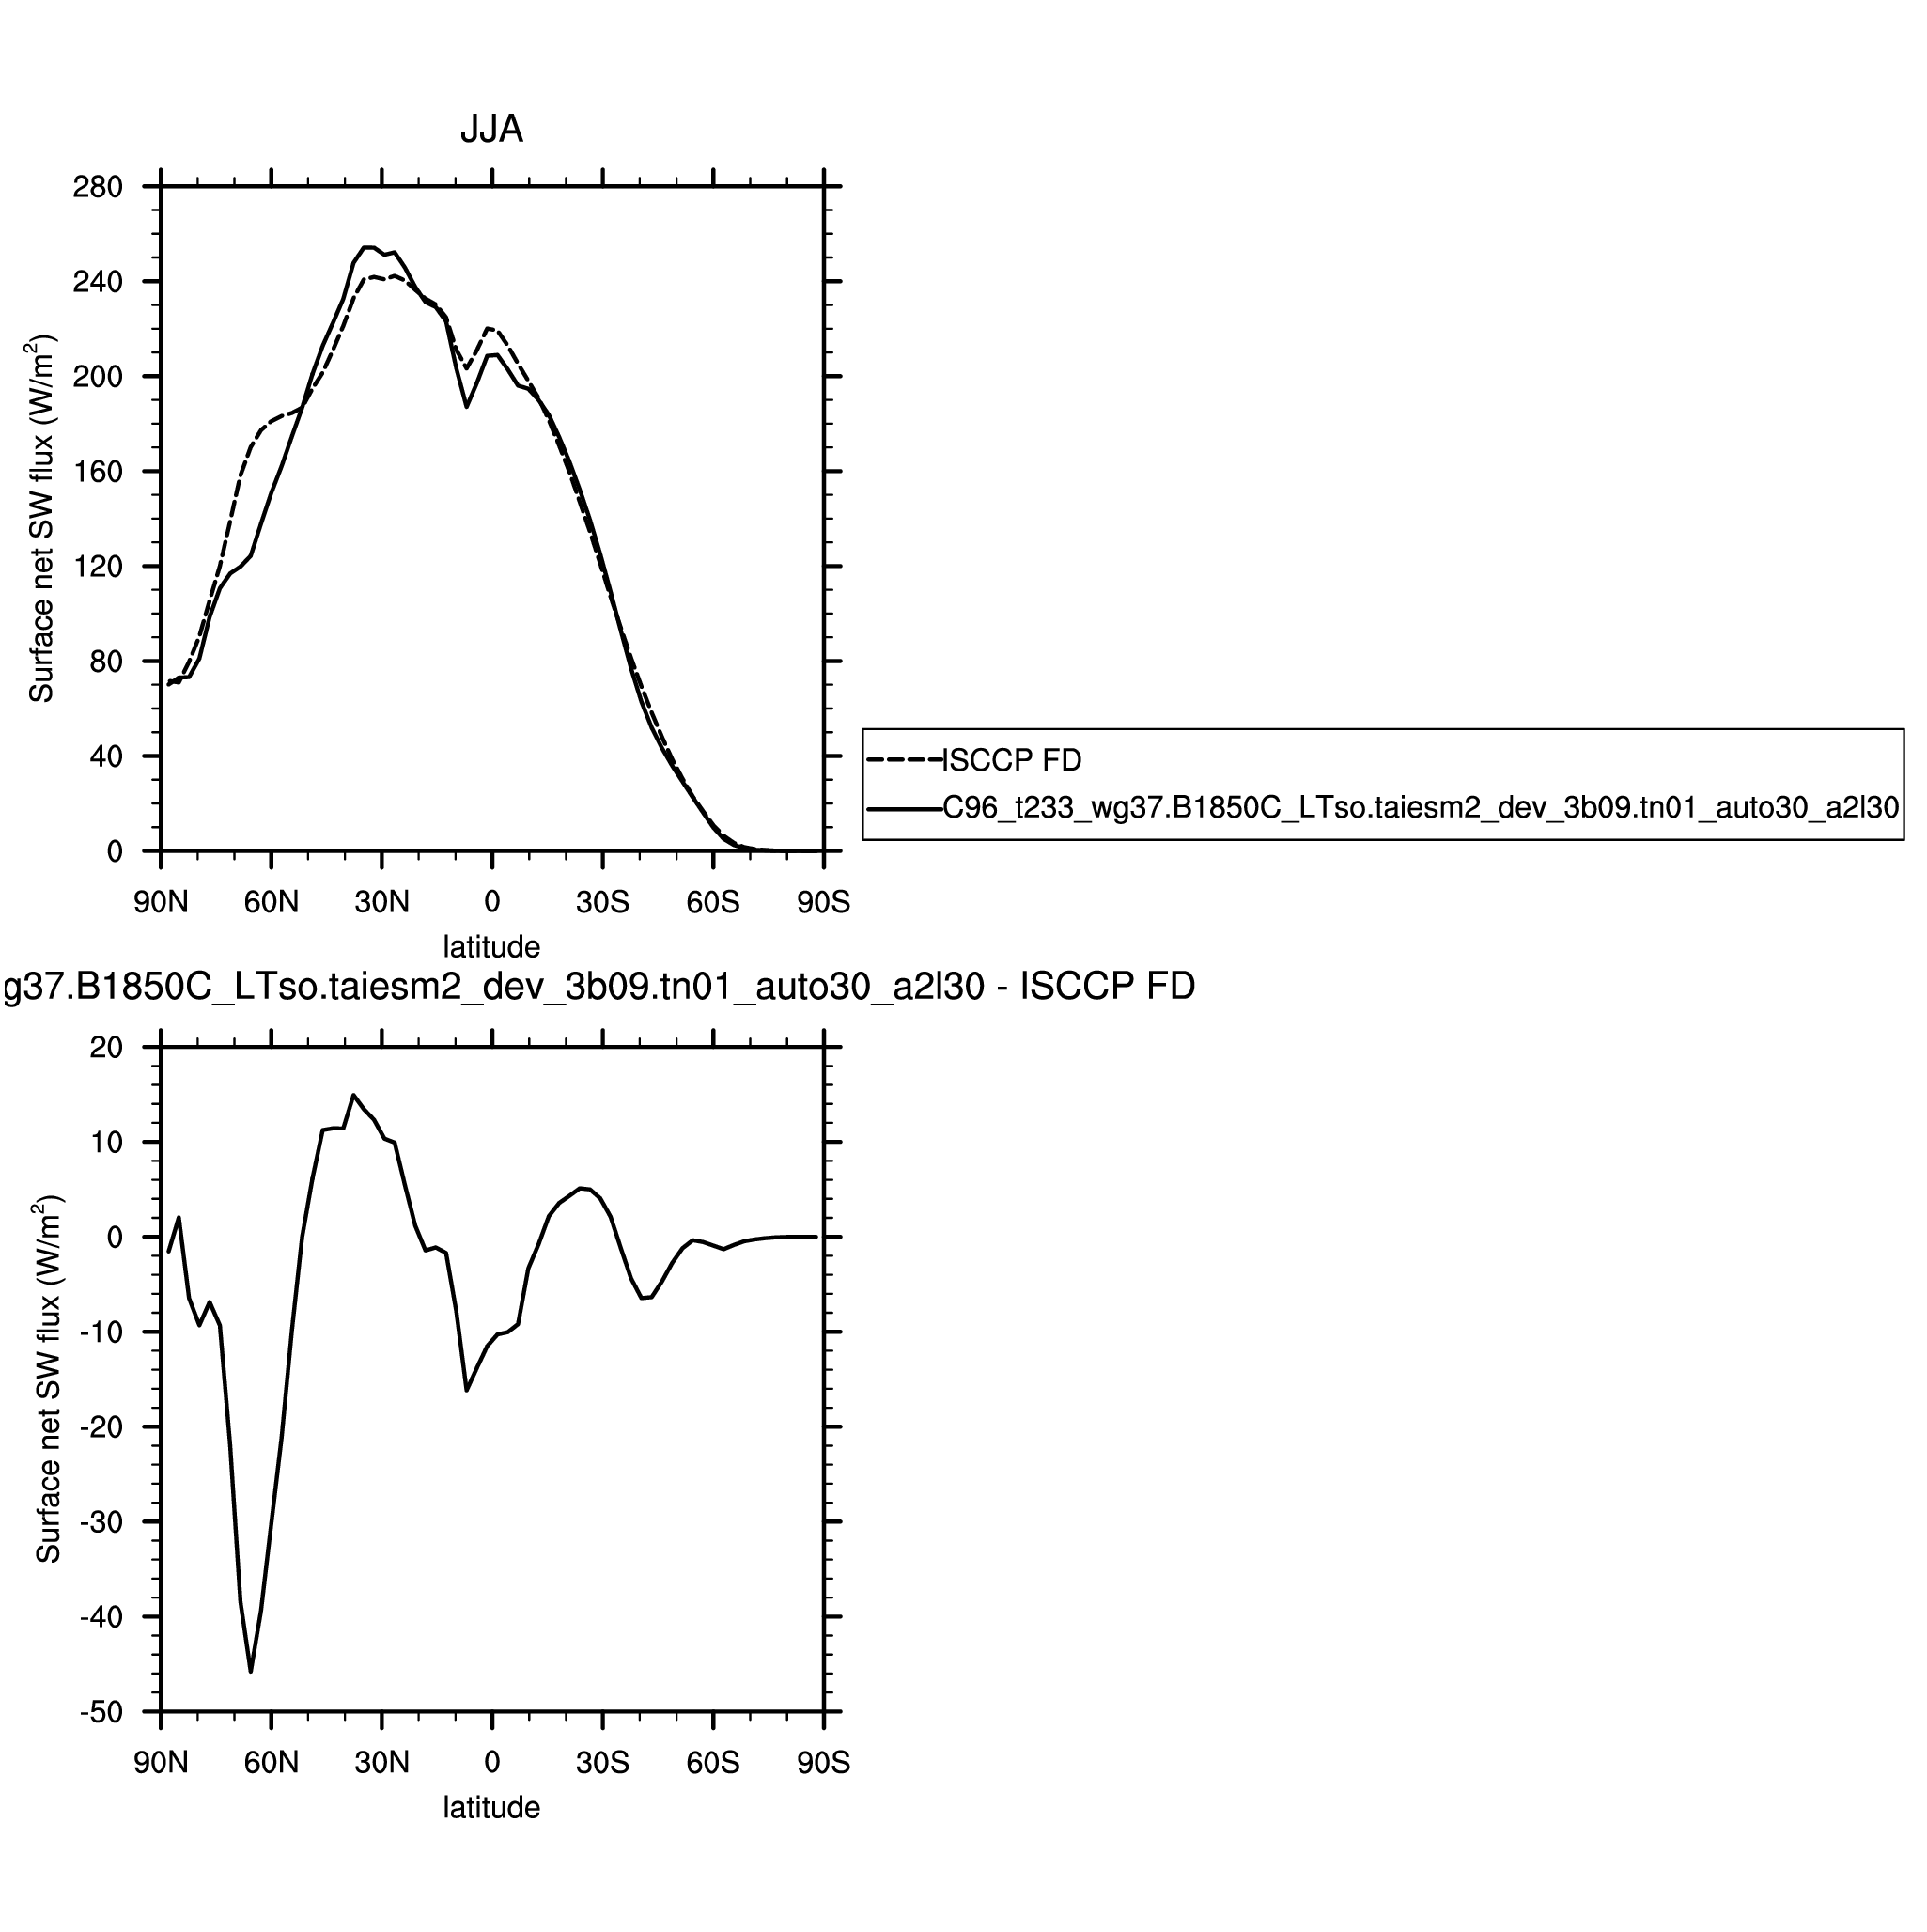 JJA
280
240
200
160
120
80
40
0
Surface net SW flux (W/m²)
90N 60N 30N 0 30S 60S 90S
latitude
ISCCP FD
C96_t233_wg37.B1850C_LTso.taiesm2_dev_3b09.tn01_auto30_a2l30
g37.B1850C_LTso.taiesm2_dev_3b09.tn01_auto30_a2l30 - ISCCP FD
20
10
0
-10
-20
-30
-40
-50
Surface net SW flux (W/m²)
90N 60N 30N 0 30S 60S 90S
latitude